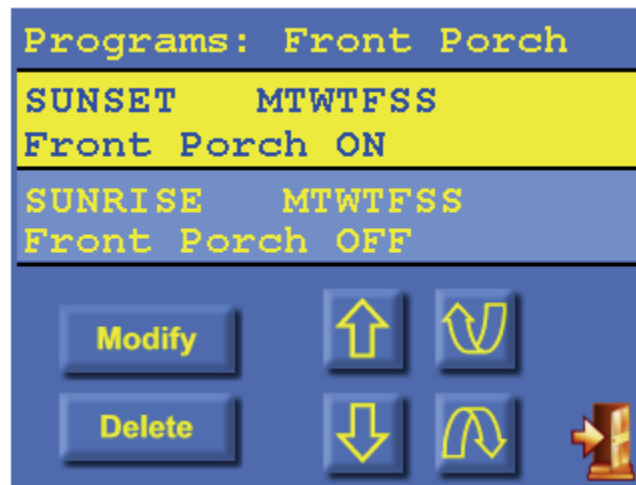 Programs: Front Porch
SUNSET MTWTFSS
Front Porch ON
SUNRISE MTWTFSS
Front Porch OFF
Modify
Delete